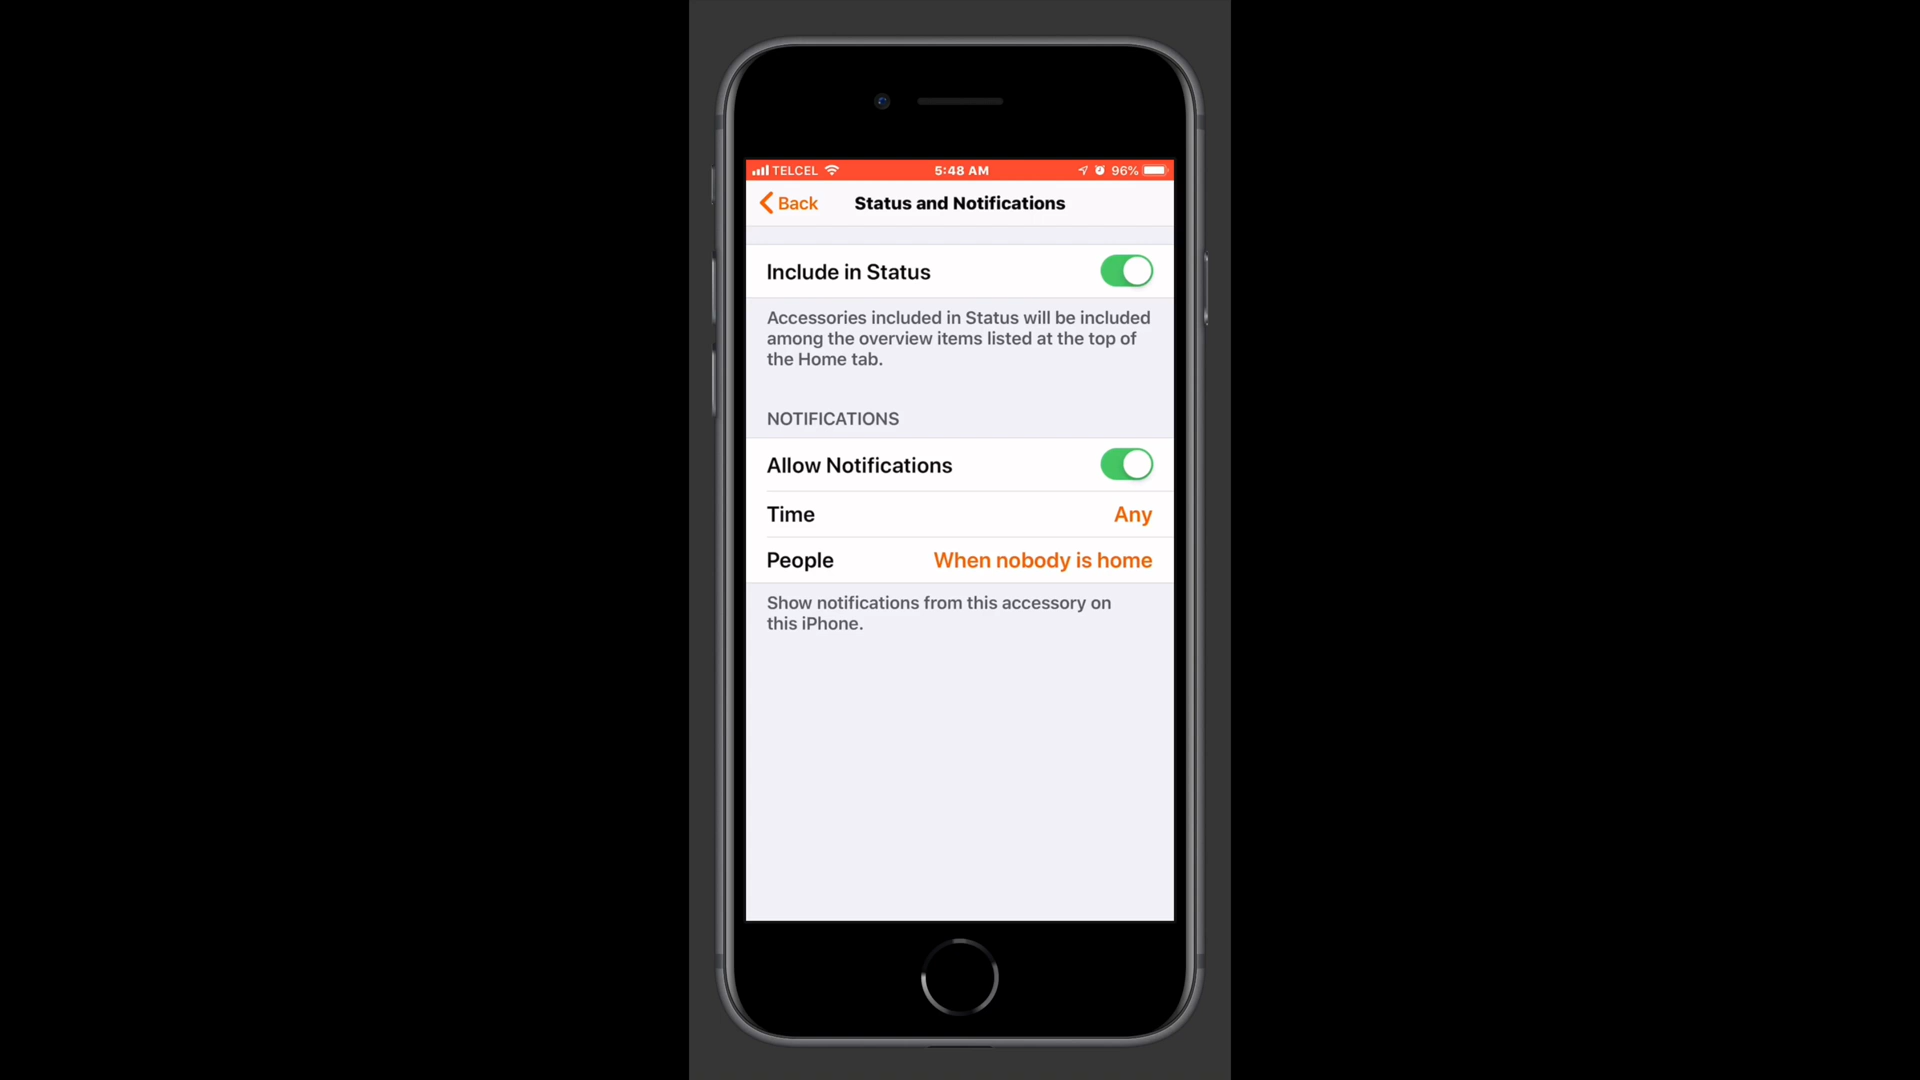 TELCEL 5:48 AM 96%
Back Status and Notifications
Include in Status
Accessories included in Status will be included
among the overview items listed at the top of
the Home tab.
NOTIFICATIONS
Allow Notifications
Time Any
People When nobody is home
Show notifications from this accessory on
this iPhone.